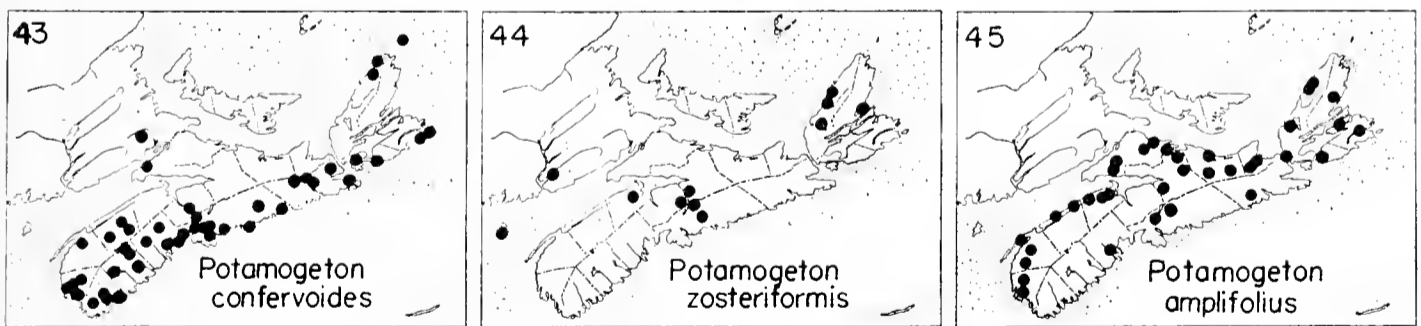 43
Potamogeton
confervoides
44
Potamogeton
zosteriformis
45
Potamogeton
amplifolius